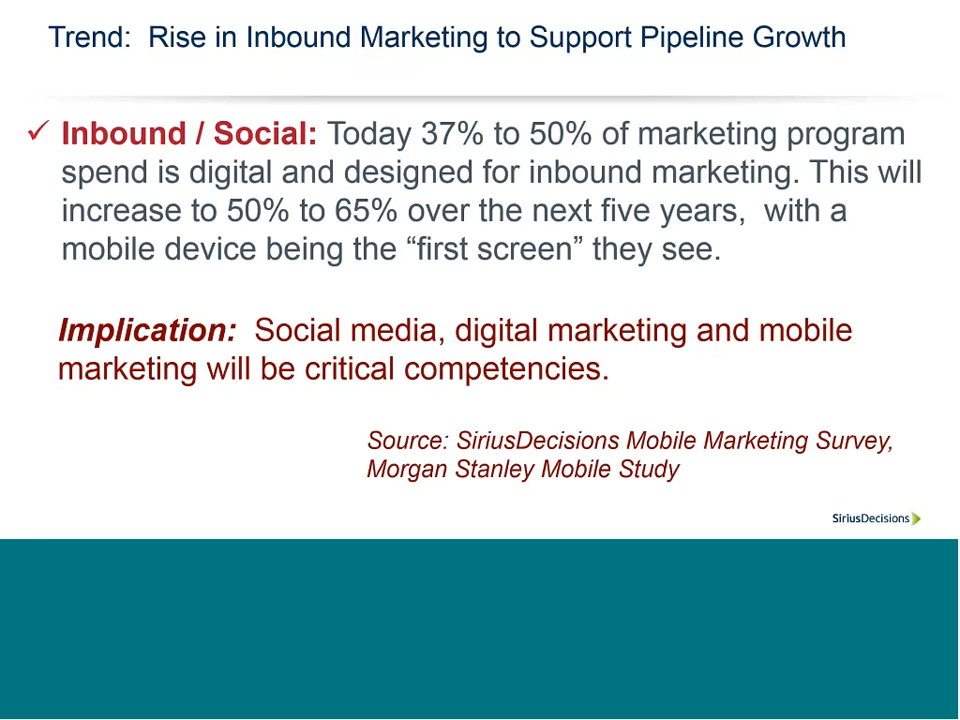 Trend:  Rise in Inbound Marketing to Support Pipeline Growth
✓ Inbound / Social: Today 37% to 50% of marketing program
spend is digital and designed for inbound marketing. This will
increase to 50% to 65% over the next five years,  with a
mobile device being the “first screen” they see.
Implication:  Social media, digital marketing and mobile
marketing will be critical competencies.
Source: SiriusDecisions Mobile Marketing Survey,
Morgan Stanley Mobile Study
SiriusDecisions